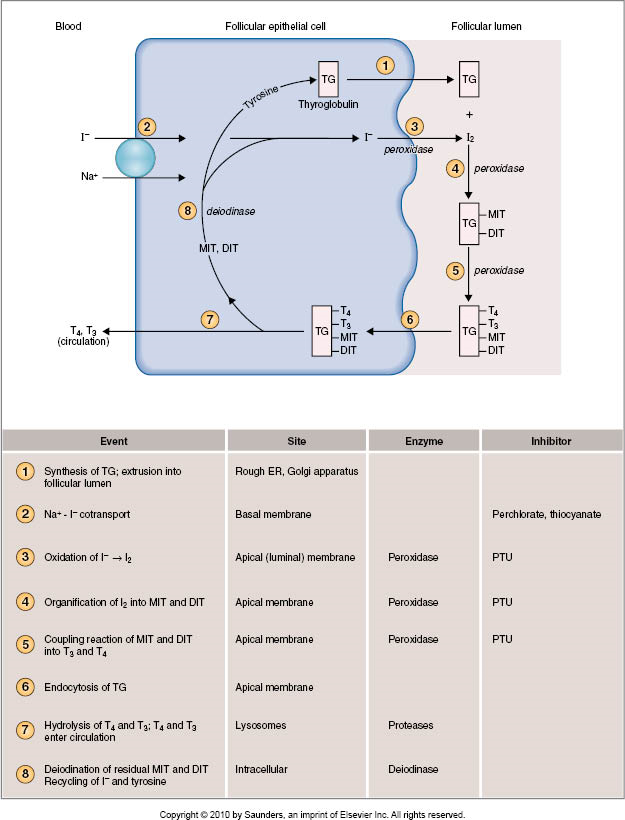 Blood Follicular epithelial cell Follicular lumen
1
TG TG
Tyrosine
Thyroglobulin
+
I⁻ 2 I⁻ 3 I₂
peroxidase
4 peroxidase
Na⁺
8 deiodinase
TG MIT
DIT
MIT, DIT
5 peroxidase
7 6
TG T₄
T₃
MIT
DIT
TG T₄
T₃
MIT
DIT
T₄, T₃
(circulation)
Event Site Enzyme Inhibitor
1 Synthesis of TG; extrusion into Rough ER, Golgi apparatus
follicular lumen
2 Na⁺ - I⁻ cotransport Basal membrane Perchlorate, thiocyanate
3 Oxidation of I⁻ → I₂ Apical (luminal) membrane Peroxidase PTU
4 Organification of I₂ into MIT and DIT Apical membrane Peroxidase PTU
5 Coupling reaction of MIT and DIT Apical membrane Peroxidase PTU
into T₃ and T₄
6 Endocytosis of TG Apical membrane
7 Hydrolysis of T₄ and T₃; T₄ and T₃ Lysosomes Proteases
enter circulation
8 Deiodination of residual MIT and DIT Intracellular Deiodinase
Recycling of I⁻ and tyrosine
Copyright © 2010 by Saunders, an imprint of Elsevier Inc. All rights reserved.